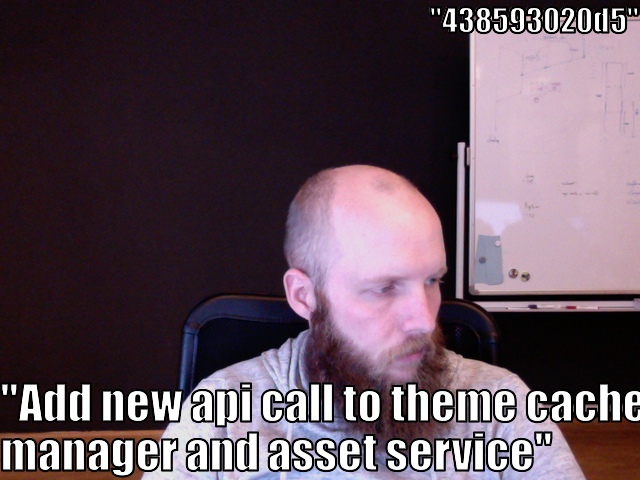 "438593020d5"
"Add new api call to theme cache
manager and asset service"